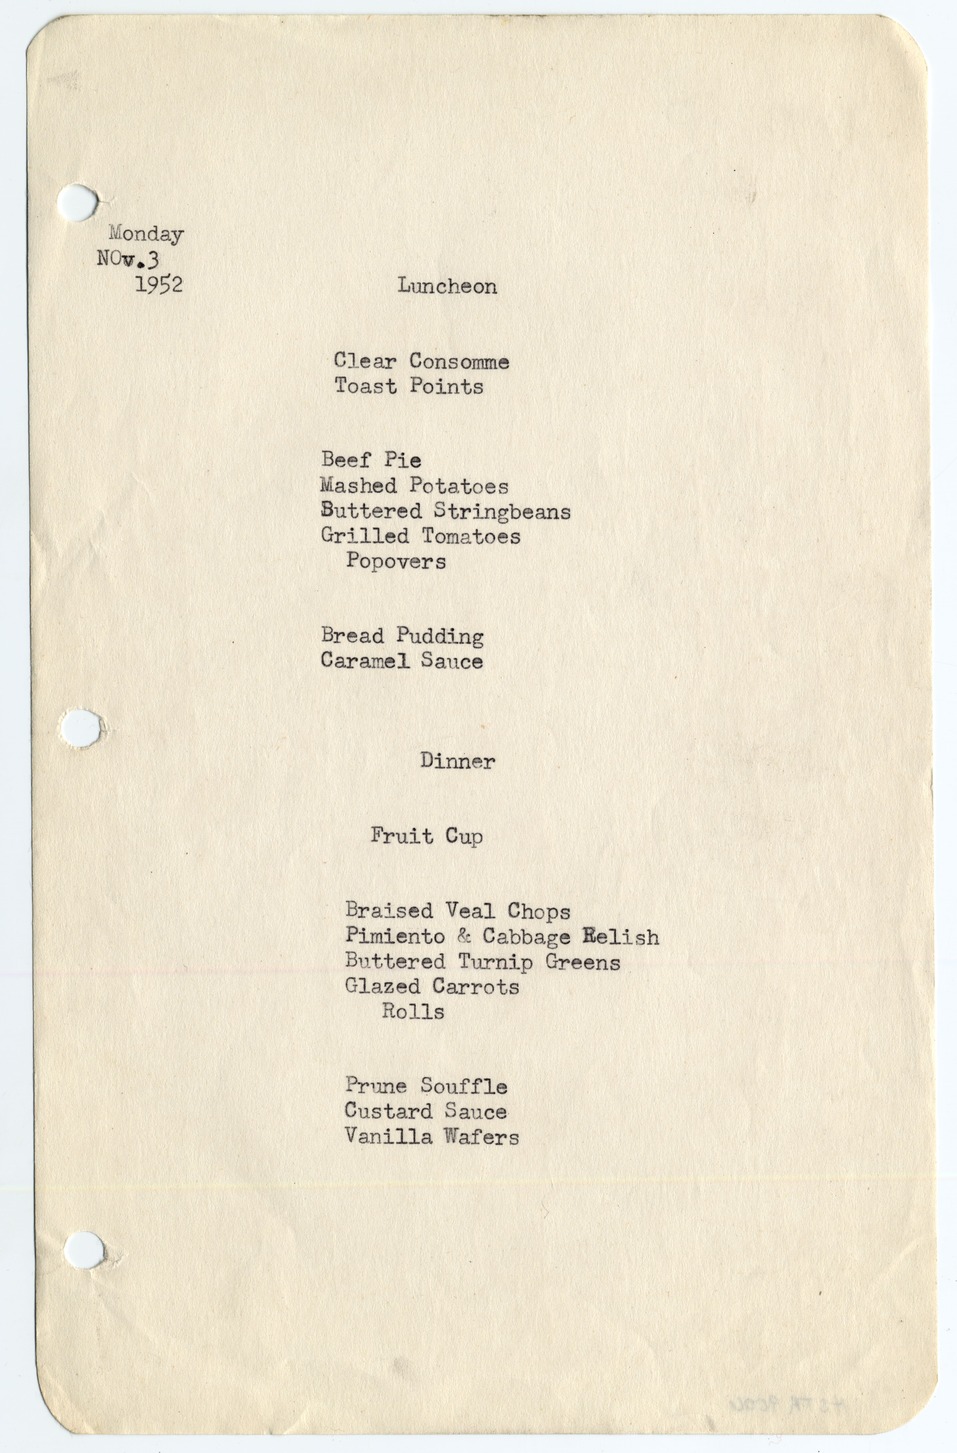 Monday
NOv.3
1952
Luncheon
Clear Consomme
Toast Points
Beef Pie
Mashed Potatoes
Buttered Stringbeans
Grilled Tomatoes
Popovers
Bread Pudding
Caramel Sauce
Dinner
Fruit Cup
Braised Veal Chops
Pimiento & Cabbage Relish
Buttered Turnip Greens
Glazed Carrots
Rolls
Prune Souffle
Custard Sauce
Vanilla Wafers